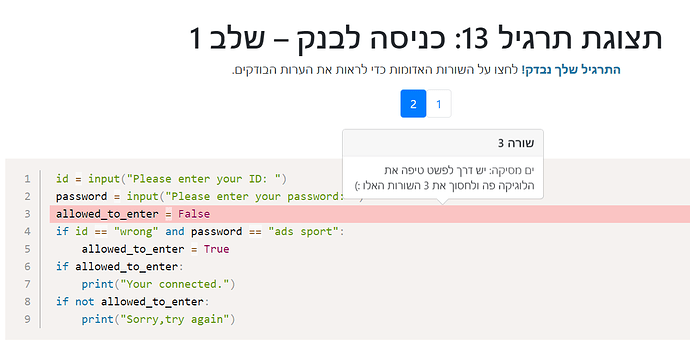 תצוגת תרגיל 13: כניסה לבנק – שלב 1
התרגיל שלך נבדק! לחצו על השורות האדומות כדי לראות את הערות הבודקים.
1 2
שורה 3
ים מסיקה: יש דרך לפשט טיפה את
הלוגיקה פה ולחסוך את 3 השורות האלו :)
1 id = input("Please enter your ID: ")
2 password = input("Please enter your password: ")
3 allowed_to_enter = False
4 if id == "wrong" and password == "ads sport":
5     allowed_to_enter = True
6 if allowed_to_enter:
7     print("Your connected.")
8 if not allowed_to_enter:
9     print("Sorry,try again")